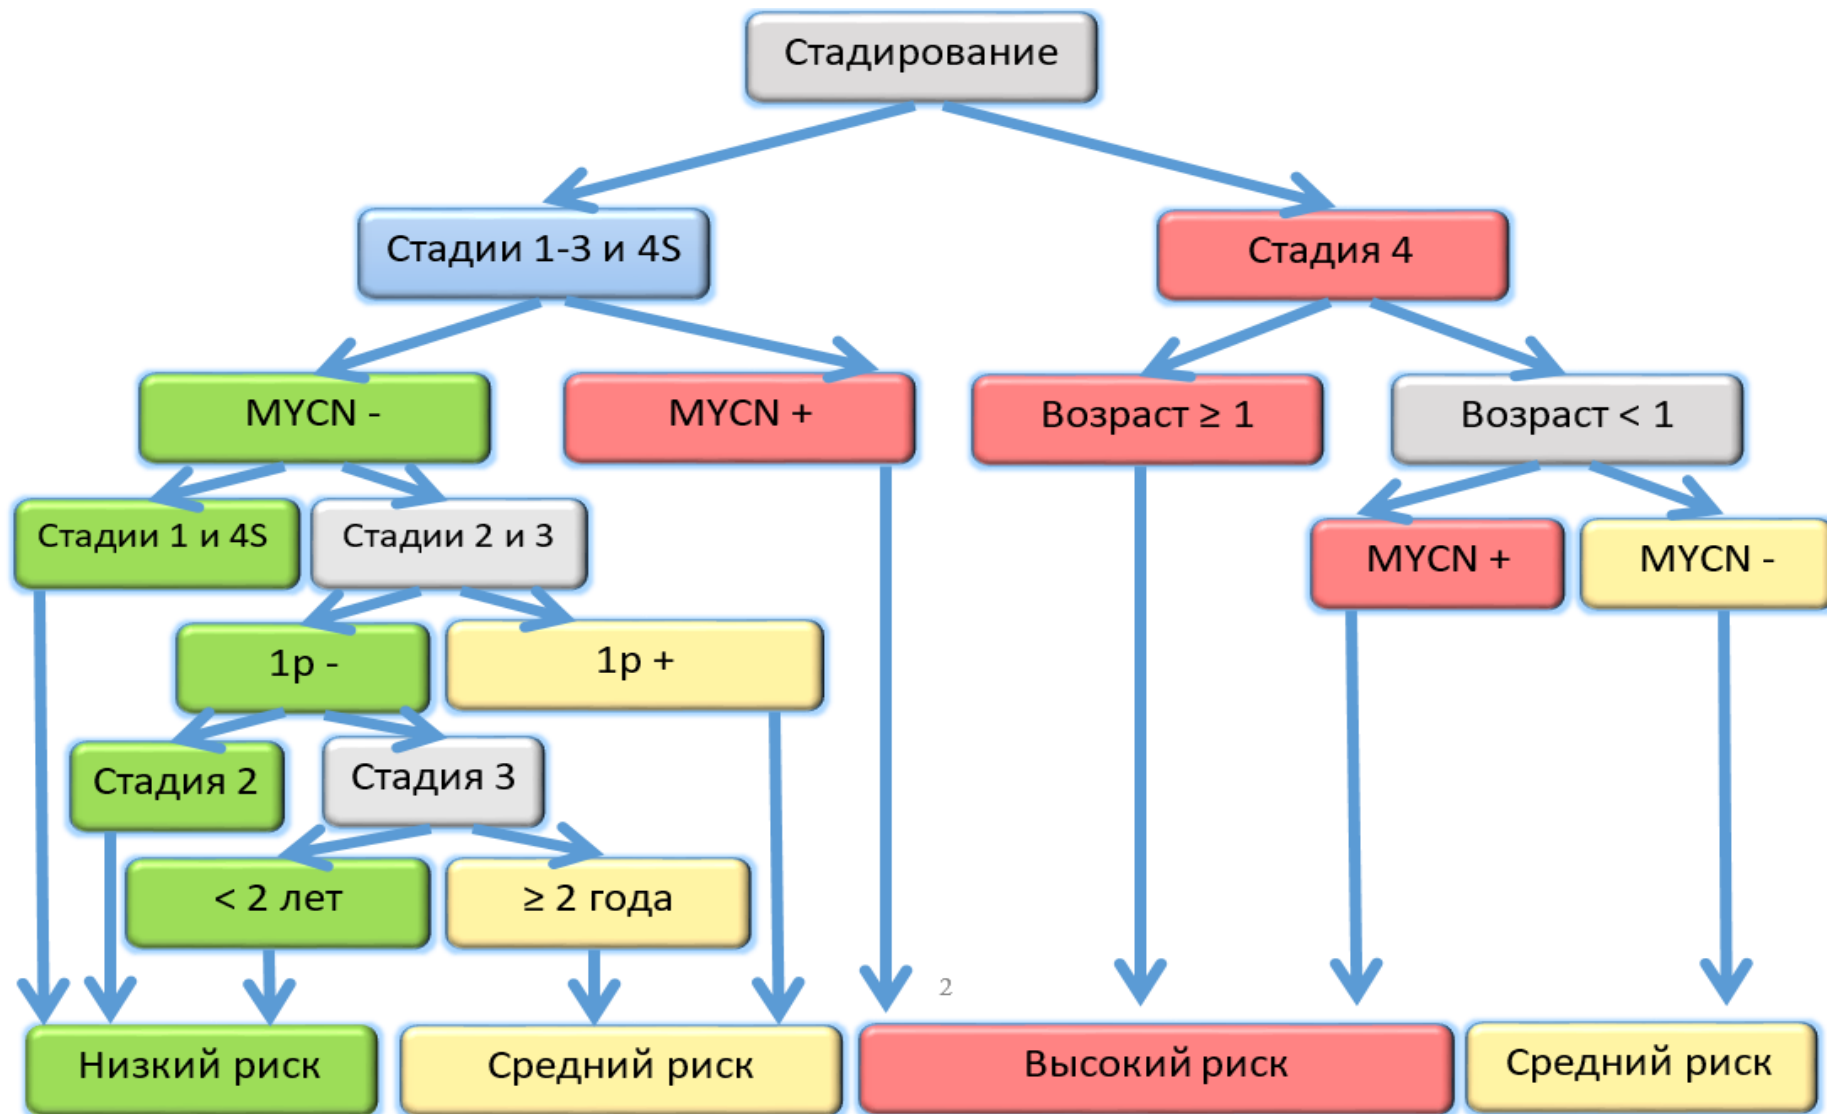 Стадирование
Стадии 1-3 и 4S
Стадия 4
MYCN -
MYCN +
Возраст ≥ 1
Возраст < 1
Стадии 1 и 4S
Стадии 2 и 3
MYCN +
MYCN -
1p -
1p +
Стадия 2
Стадия 3
< 2 лет
≥ 2 года
2
Низкий риск
Средний риск
Высокий риск
Средний риск